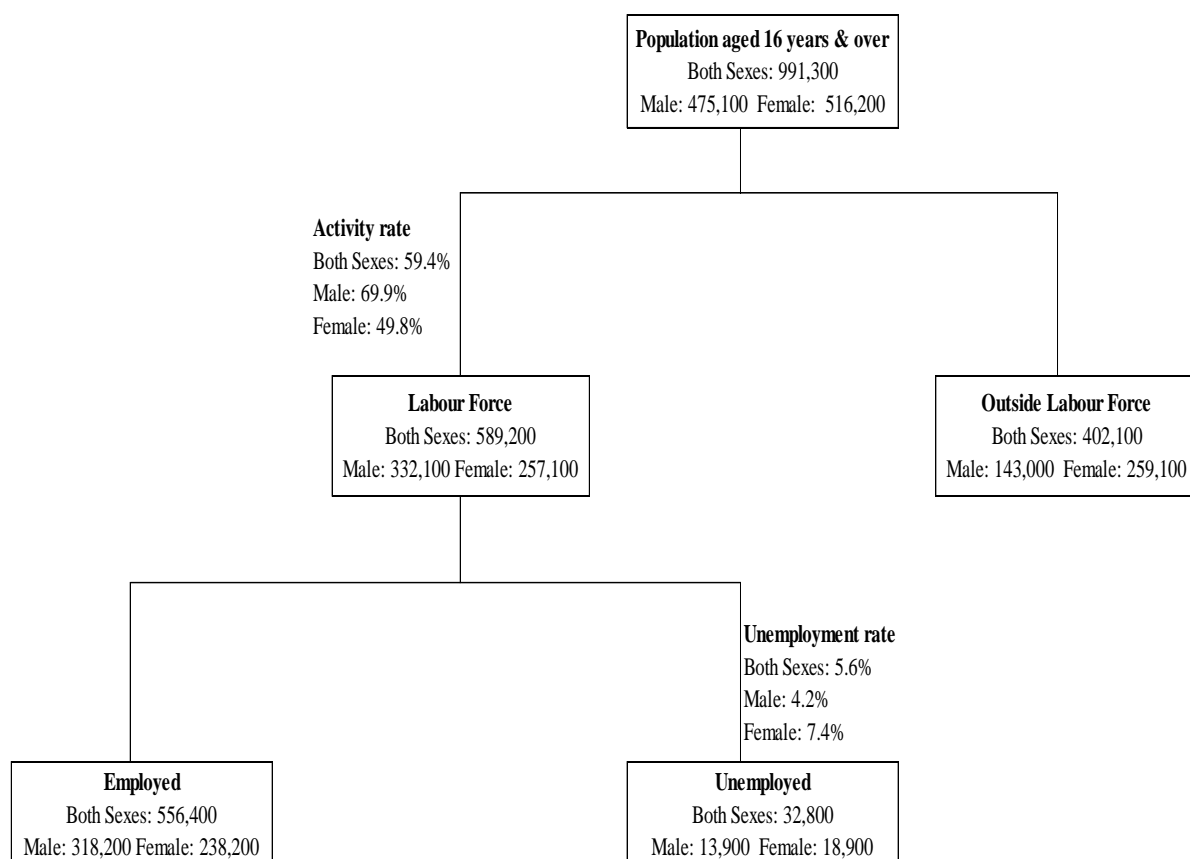 Population aged 16 years & over
Both Sexes: 991,300
Male: 475,100 Female: 516,200
Activity rate
Both Sexes: 59.4%
Male: 69.9%
Female: 49.8%
Labour Force
Both Sexes: 589,200
Male: 332,100 Female: 257,100
Outside Labour Force
Both Sexes: 402,100
Male: 143,000 Female: 259,100
Unemployment rate
Both Sexes: 5.6%
Male: 4.2%
Female: 7.4%
Employed
Both Sexes: 556,400
Male: 318,200 Female: 238,200
Unemployed
Both Sexes: 32,800
Male: 13,900 Female: 18,900